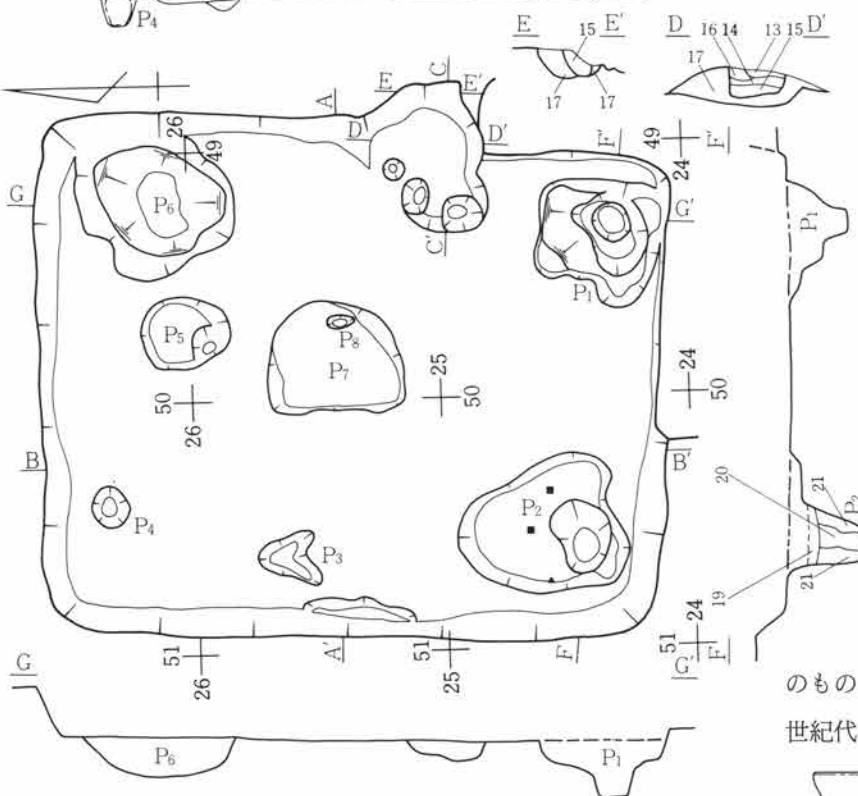 P4
E 15 E'
17 17
D 16 14 13 15 D'
17
A
E C E'
D D'
F' 49 F'
26
49
24
G
P6
G'
C'
P1
P1
P5
P8
P7
25
24
50
50
50
26
B
B'
P4
P2
P3
20
21
P2
19
21
24
51
26
A'
51
25
F
51
G'
F
G
P6
P1
のもの
世紀代